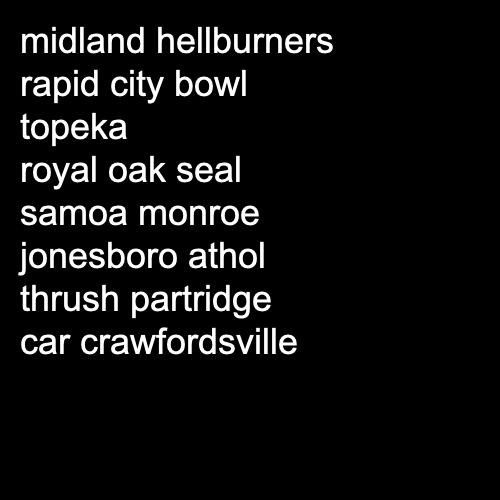 midland hellburners
rapid city bowl
topeka
royal oak seal
samoa monroe
jonesboro athol
thrush partridge
car crawfordsville